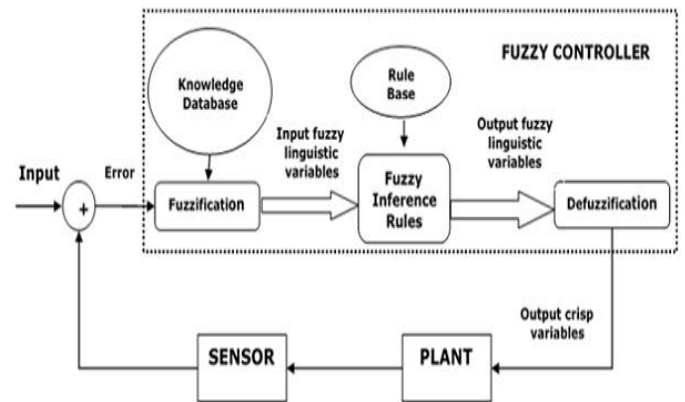 FUZZY CONTROLLER
Knowledge
Database
Rule
Base
Input fuzzy
linguistic
variables
Output fuzzy
linguistic
variables
Input
Error
+
Fuzzification
Fuzzy
Inference
Rules
Defuzzification
Output crisp
variables
SENSOR
PLANT